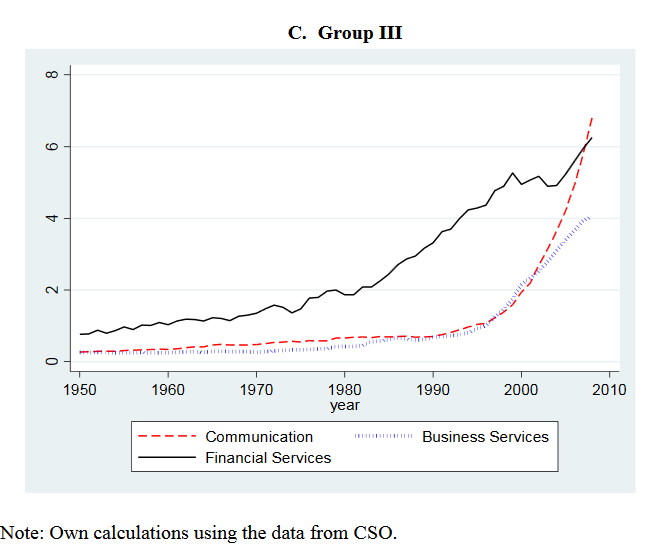 C. Group III
8
6
4
2
0
1950 1960 1970 1980 1990 2000 2010
year
Communication Business Services
Financial Services
Note: Own calculations using the data from CSO.